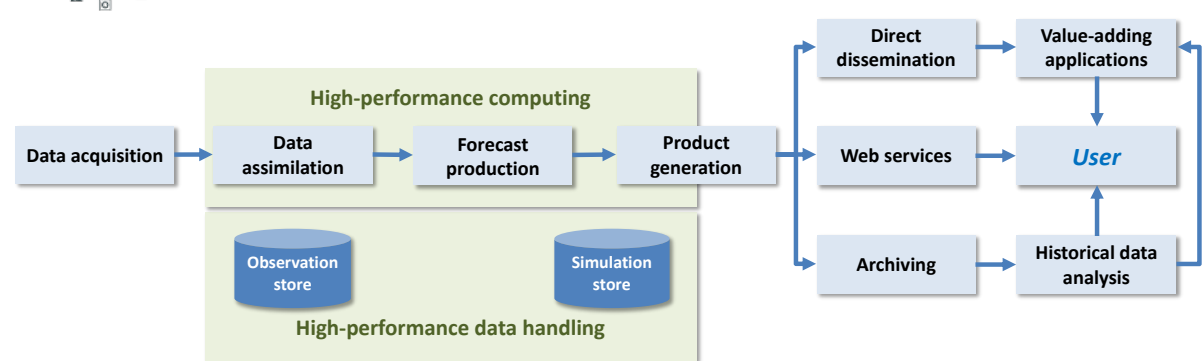 High-performance computing
Data acquisition
Data
assimilation
Forecast
production
Product
generation
Observation
store
Simulation
store
High-performance data handling
Direct
dissemination
Value-adding
applications
Web services
User
Archiving
Historical data
analysis